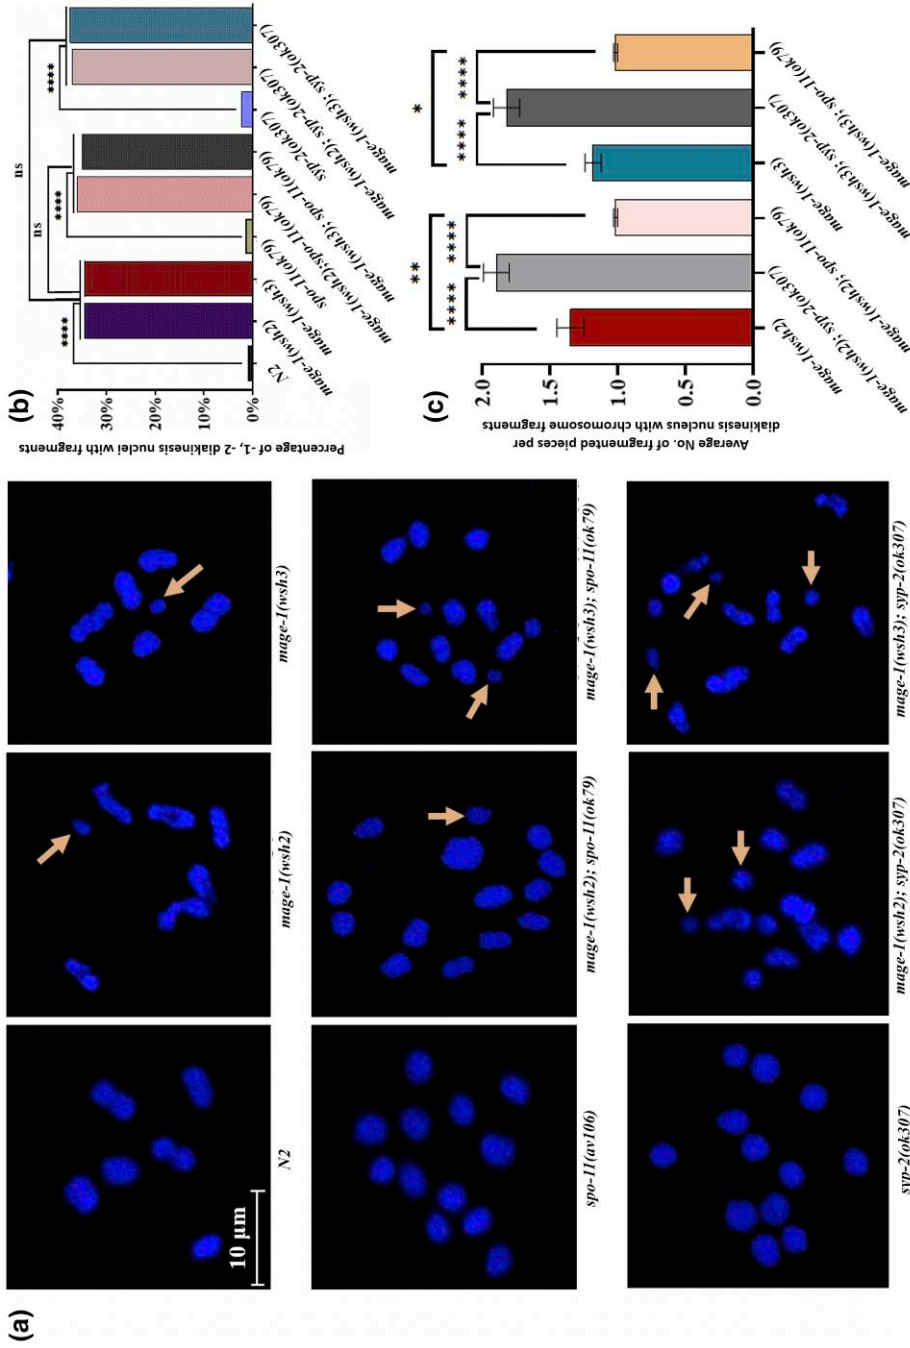 (a)
10 µm
N2
mage-1(wsh2)
mage-1(wsh3)
spo-11(av106)
mage-1(wsh2); spo-11(ok79)
mage-1(wsh3); spo-11(ok79)
syp-2(ok307)
mage-1(wsh2); syp-2(ok307)
mage-1(wsh3); syp-2(ok307)
(b)
Percentage of -1, -2 diakinesis nuclei with fragments
40%
30%
20%
10%
0%
ns
ns
****
****
****
N2
mage-1(wsh2)
mage-1(wsh3)
spo-11(ok79)
mage-1(wsh2);spo-11(ok79)
mage-1(wsh3); spo-11(ok79)
syp-2(ok307)
mage-1(wsh2); syp-2(ok307)
mage-1(wsh3); syp-2(ok307)
(c)
Average No. of fragmented pieces per
diakinesis nucleus with chromosome fragments
2.0
1.5
1.0
0.5
0.0
**
****
****
*
****
****
mage-1(wsh2)
mage-1(wsh2); syp-2(ok307)
mage-1(wsh2); spo-11(ok79)
mage-1(wsh3)
mage-1(wsh3); syp-2(ok307)
mage-1(wsh3); spo-11(ok79)